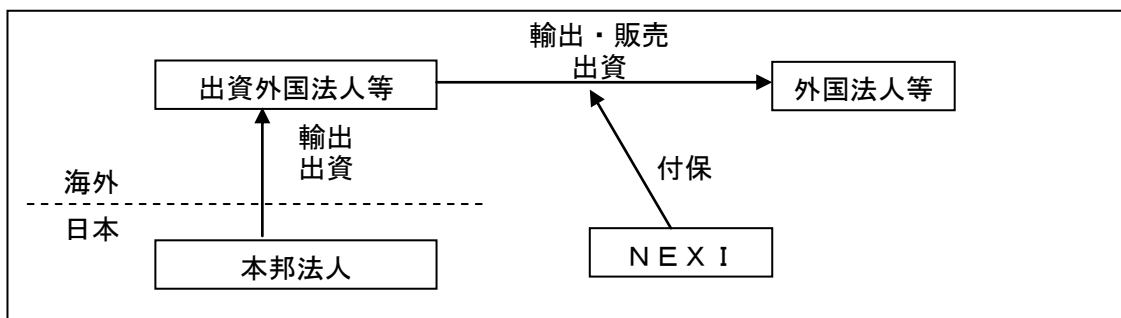 輸出・販売
出資
出資外国法人等
外国法人等
輸出
出資
付保
海外
日本
本邦法人
ＮＥＸＩ